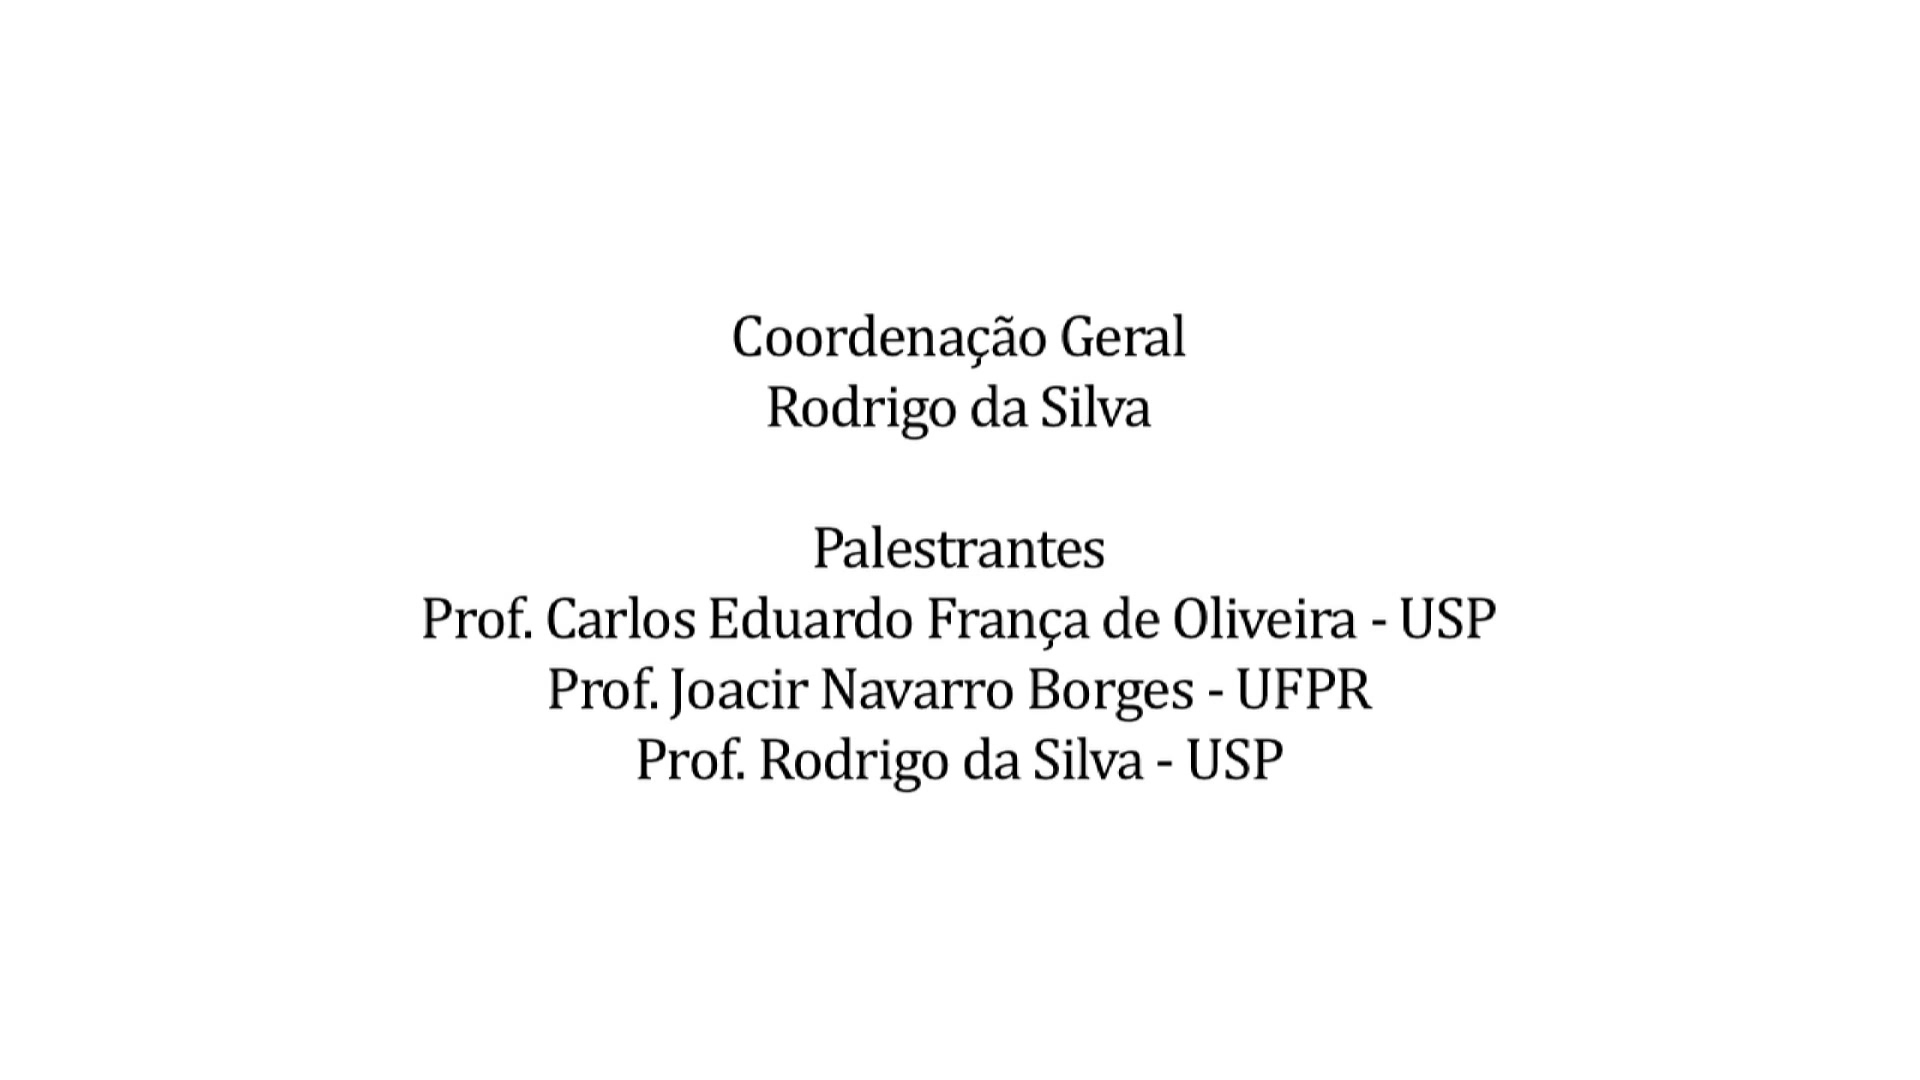 Coordenação Geral
Rodrigo da Silva
Palestrantes
Prof. Carlos Eduardo França de Oliveira - USP
Prof. Joacir Navarro Borges - UFPR
Prof. Rodrigo da Silva - USP